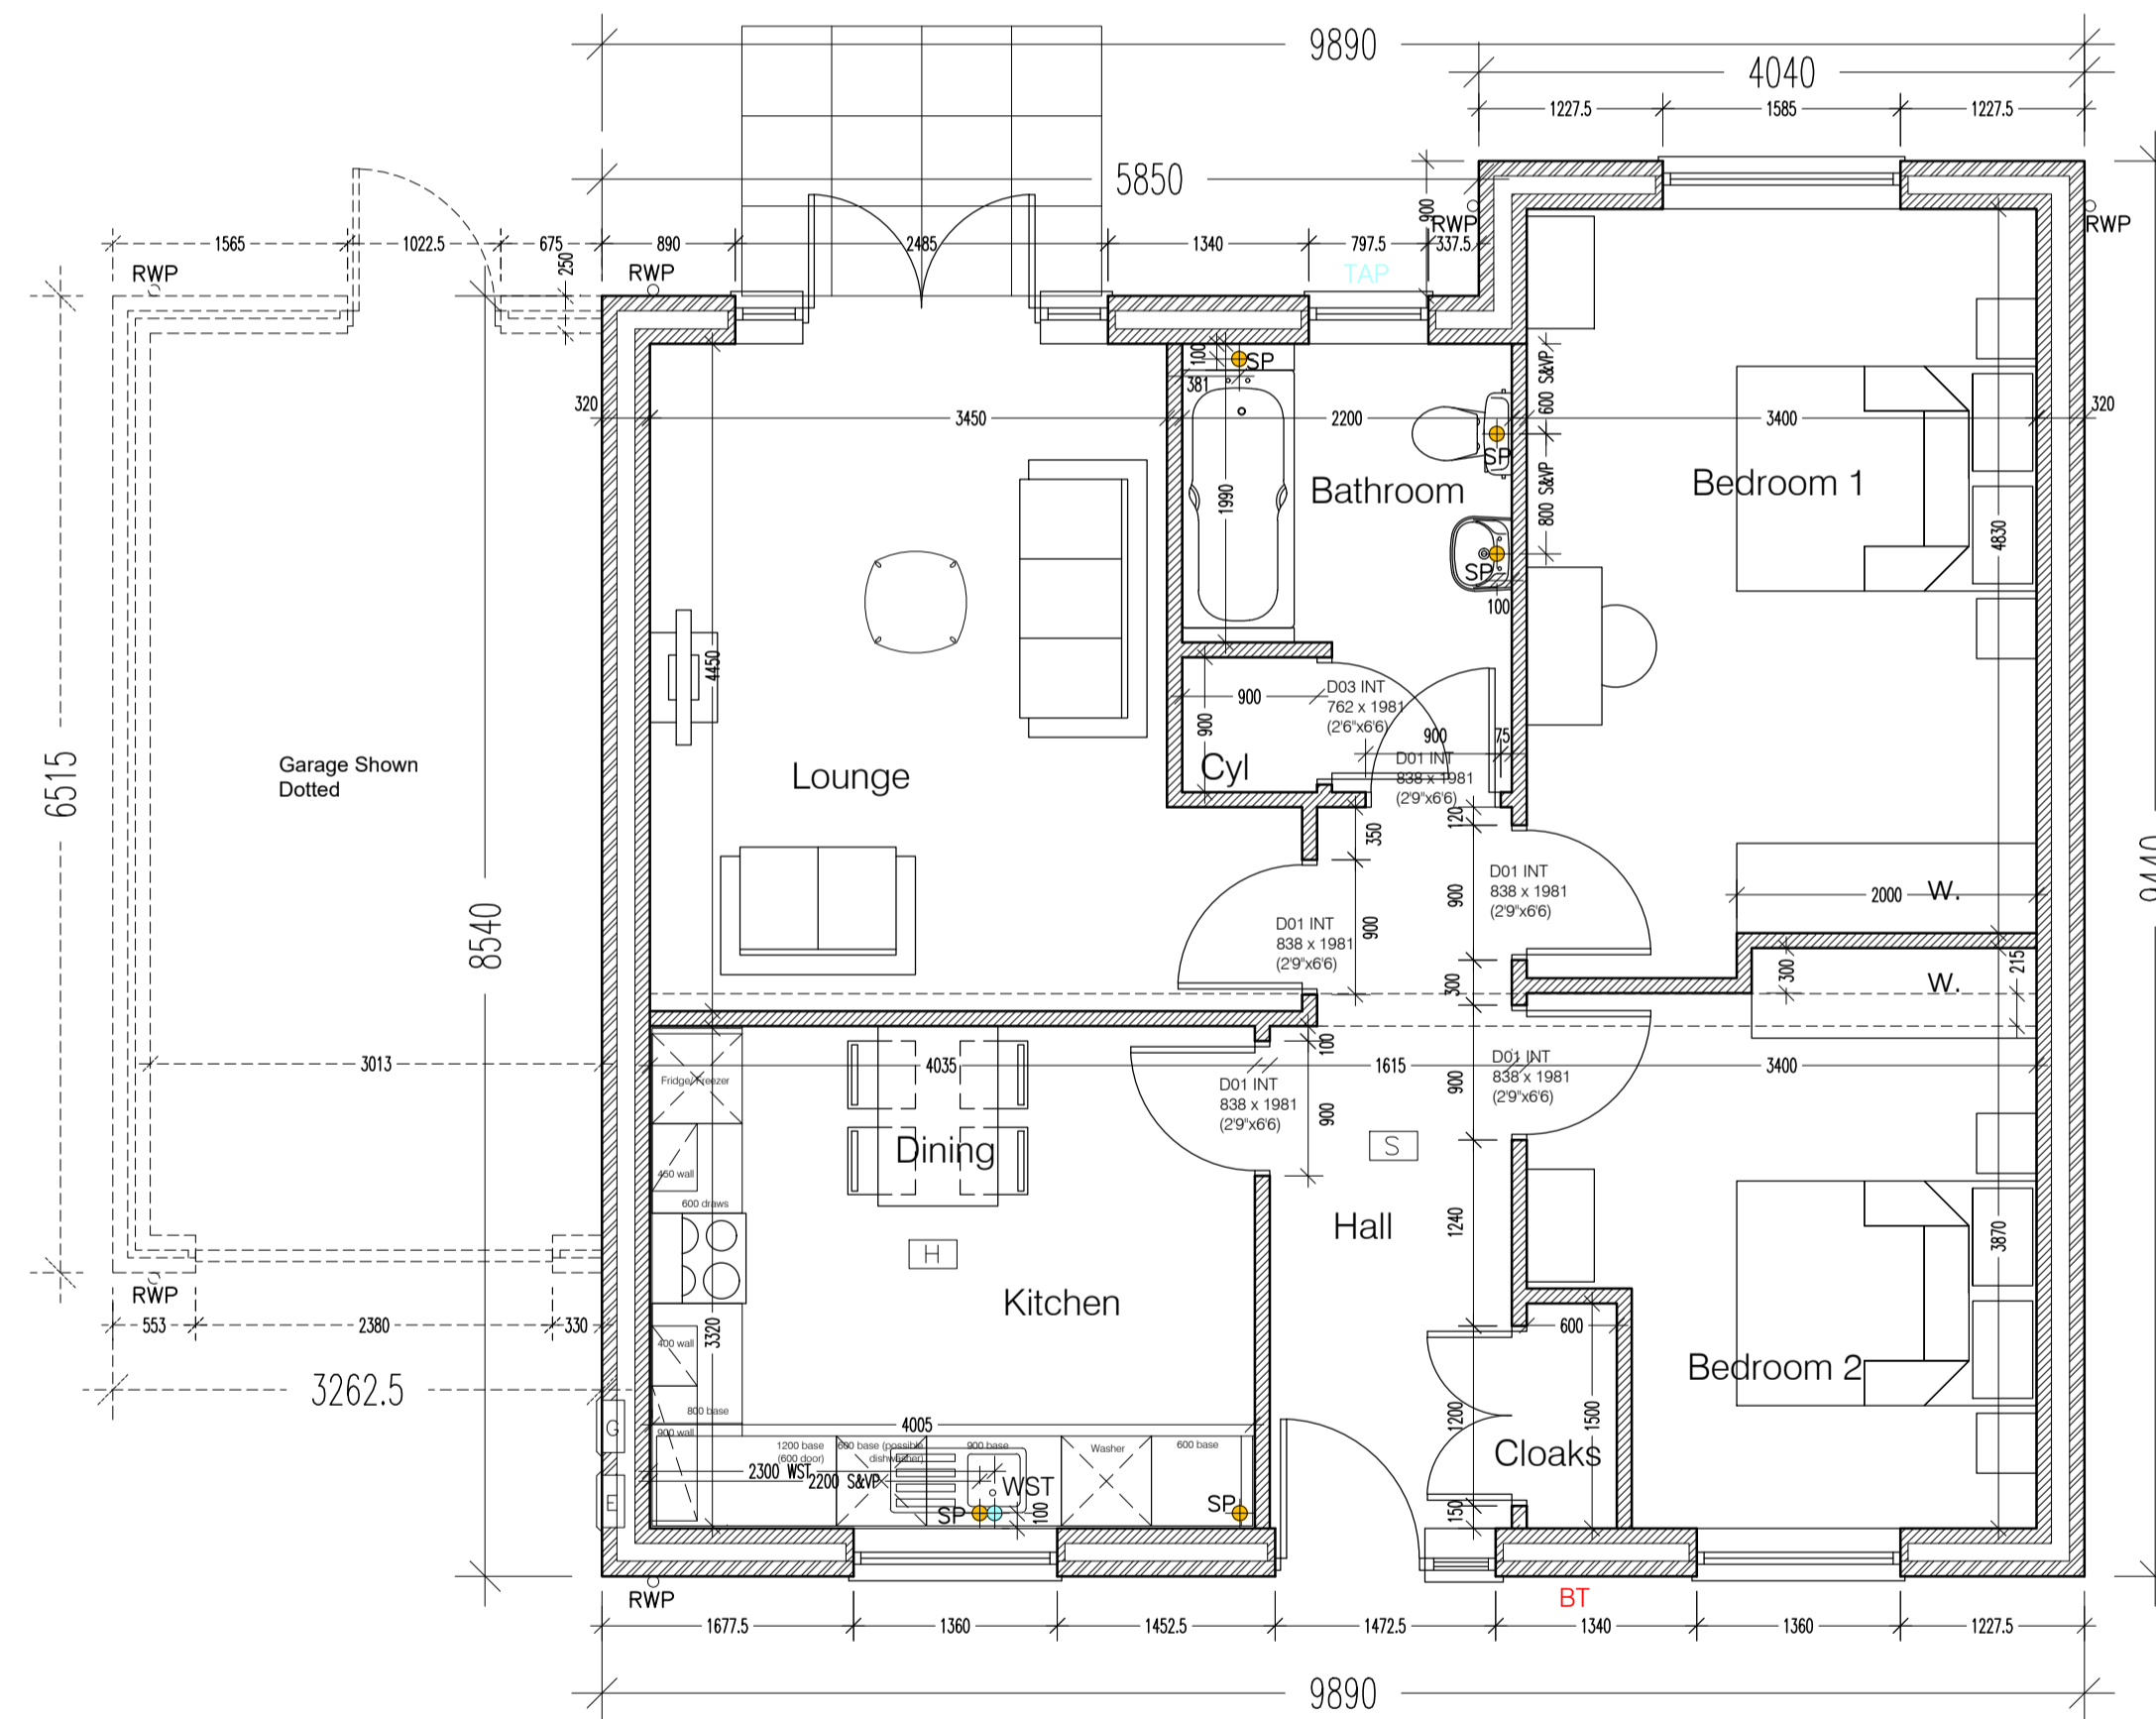 9890
4040
1227.5
1585
1227.5
5850
900
RWP
RWP
1565
1022.5
675
890
2485
1340
797.5
337.5
250
RWP
RWP
TAP
100
SP
381
600 S&VP
320
3450
2200
3400
320
SP
Bathroom
Bedroom 1
1990
800 S&VP
4830
SP
100
4450
900
D03 INT
762 x 1981
(2'6"x6'6)
900
900
75
Garage Shown
Dotted
Lounge
Cyl
D01 INT
838 x 1981
(2'9"x6'6)
6515
120
350
9440
D01 INT
838 x 1981
(2'9"x6'6)
900
2000
W.
8540
D01 INT
838 x 1981
(2'9"x6'6)
900
300
300
215
W.
3013
Fridge/Freezer
4035
100
1615
3400
D01 INT
838 x 1981
(2'9"x6'6)
900
D01 INT
838 x 1981
(2'9"x6'6)
900
Dining
S
450 wall
600 draws
Hall
1240
3870
H
Kitchen
RWP
553
2380
330
3320
400 wall
600
Bedroom 2
3262.5
800 base
900 wall
4005
1200
1500
G
1200 base
(600 door)
600 base (possible
dishwasher)
900 base
Washer
600 base
Cloaks
2300 WST
2200 S&VP
WST
E
SP
100
SP
150
RWP
BT
1677.5
1360
1452.5
1472.5
1340
1360
1227.5
9890